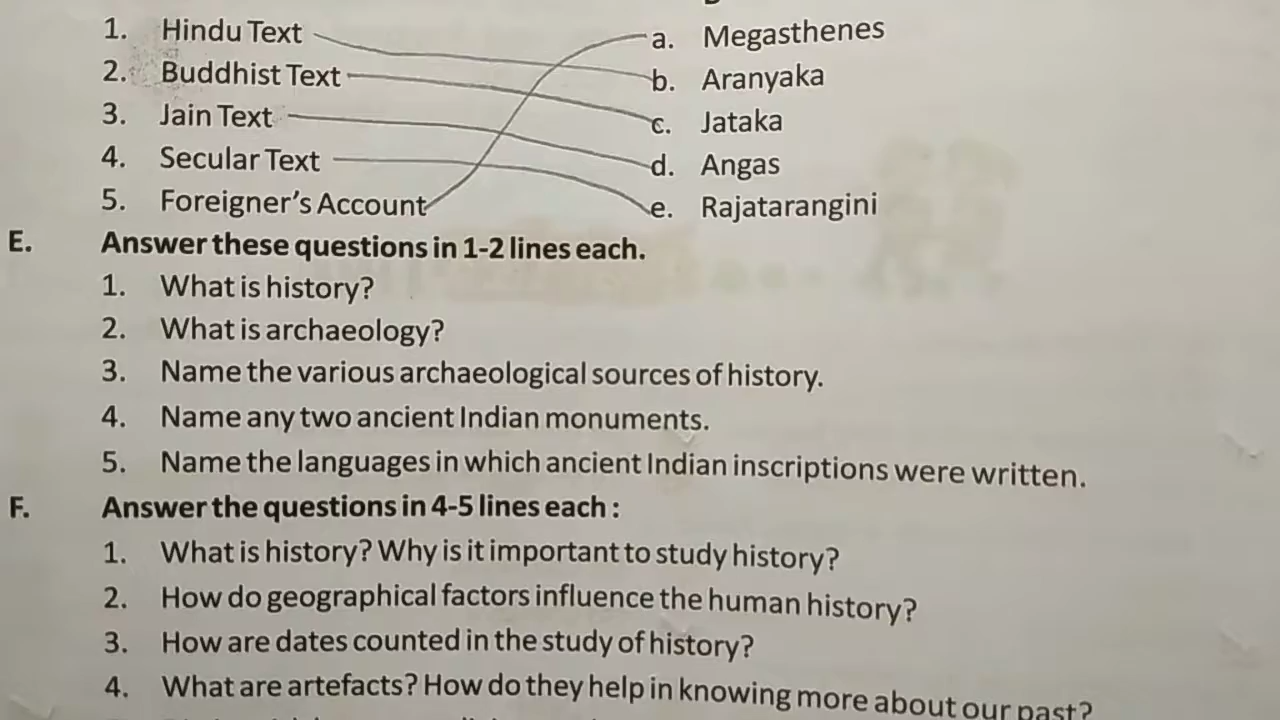 1. Hindu Text a. Megasthenes
2. Buddhist Text b. Aranyaka
3. Jain Text c. Jataka
4. Secular Text d. Angas
5. Foreigner's Account e. Rajatarangini
E. Answer these questions in 1-2 lines each.
1. What is history?
2. What is archaeology?
3. Name the various archaeological sources of history.
4. Name any two ancient Indian monuments.
5. Name the languages in which ancient Indian inscriptions were written.
F. Answer the questions in 4-5 lines each :
1. What is history? Why is it important to study history?
2. How do geographical factors influence the human history?
3. How are dates counted in the study of history?
4. What are artefacts? How do they help in knowing more about our past?